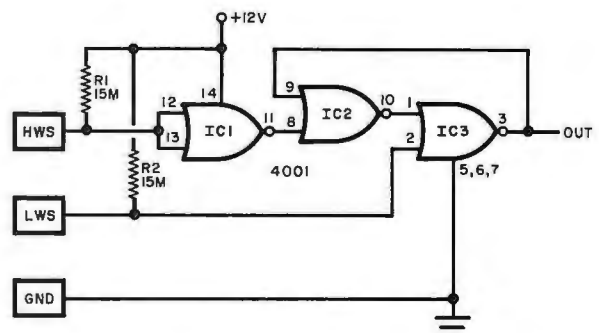 +12V
R1
15M
9
14
12
11
10
1
3
HWS
IC1
IC2
IC3
OUT
13
8
2
R2
15M
4001
5,6,7
LWS
GND